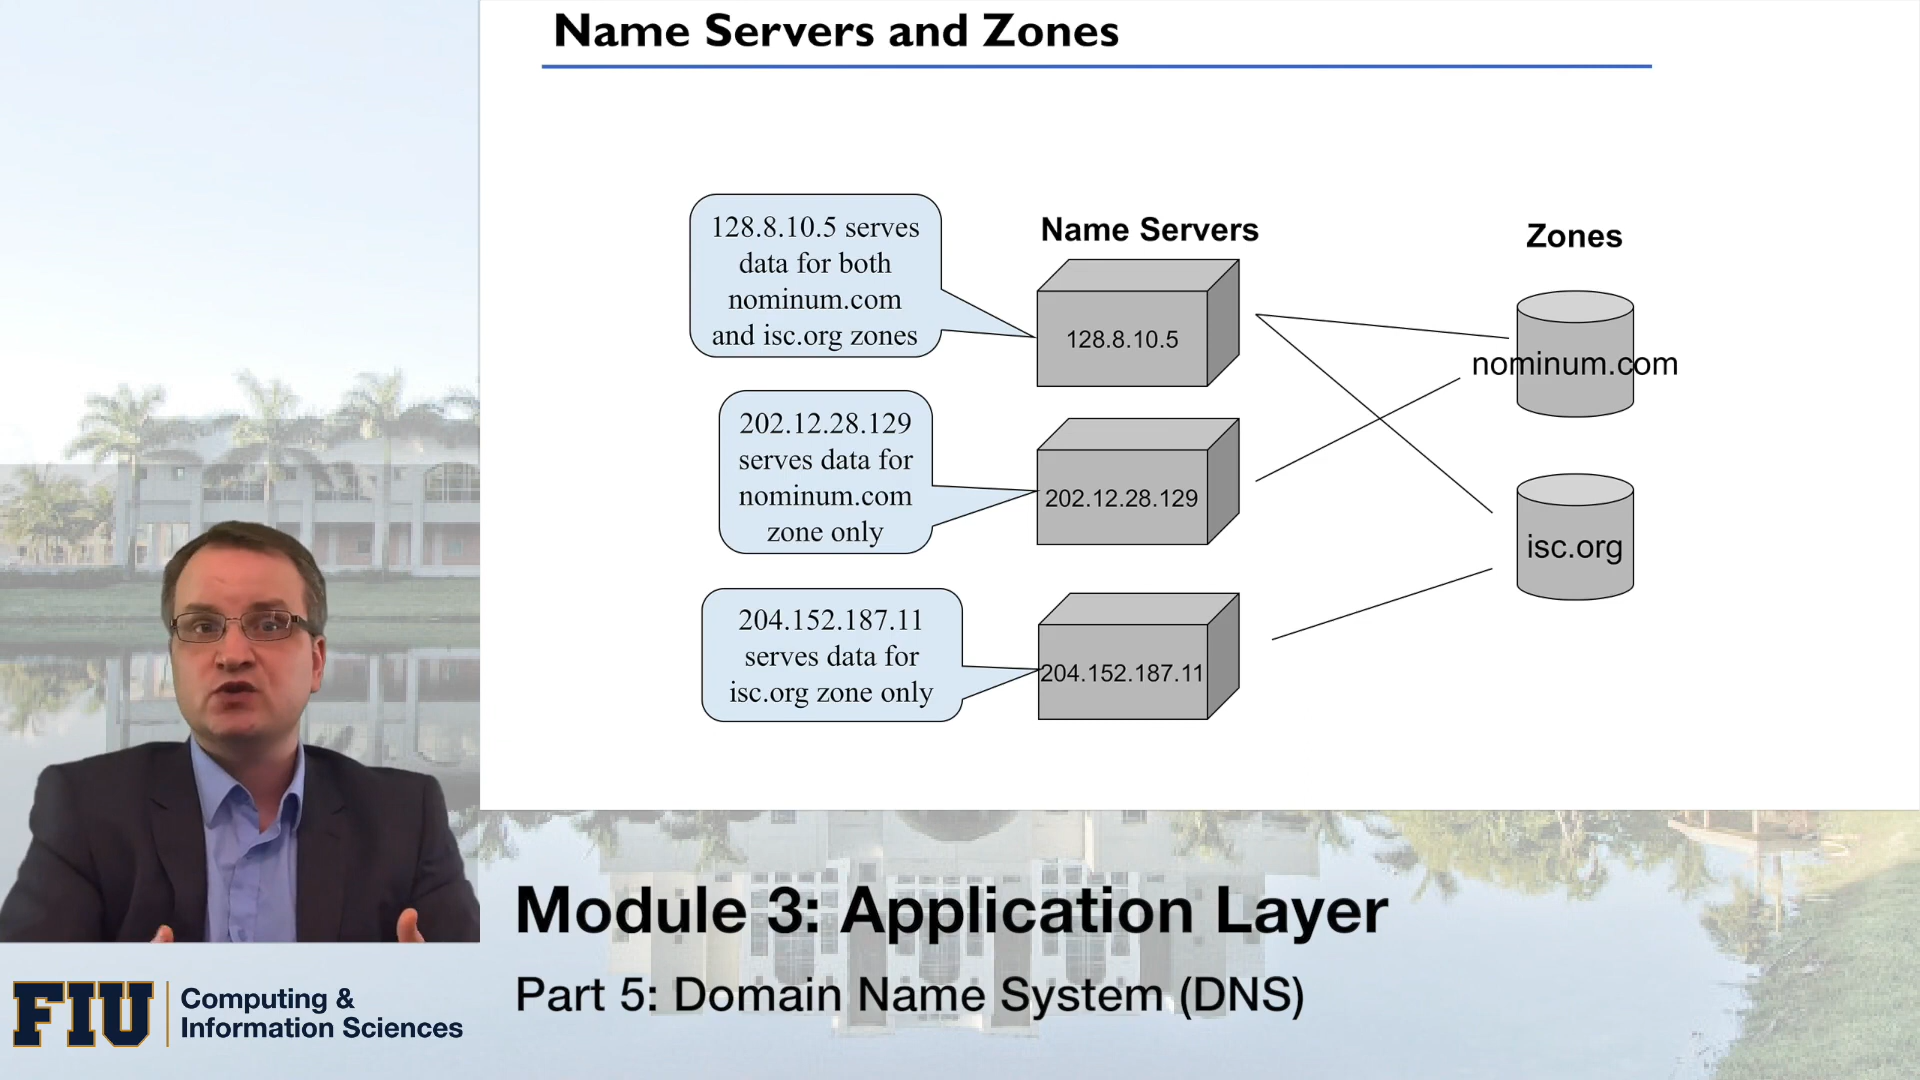 Name Servers and Zones
128.8.10.5 serves
data for both
nominum.com
and isc.org zones
Name Servers
Zones
128.8.10.5
nominum.com
202.12.28.129
serves data for
nominum.com
zone only
202.12.28.129
isc.org
204.152.187.11
serves data for
isc.org zone only
204.152.187.11
Module 3: Application Layer
Part 5: Domain Name System (DNS)
FIU
Computing &
Information Sciences